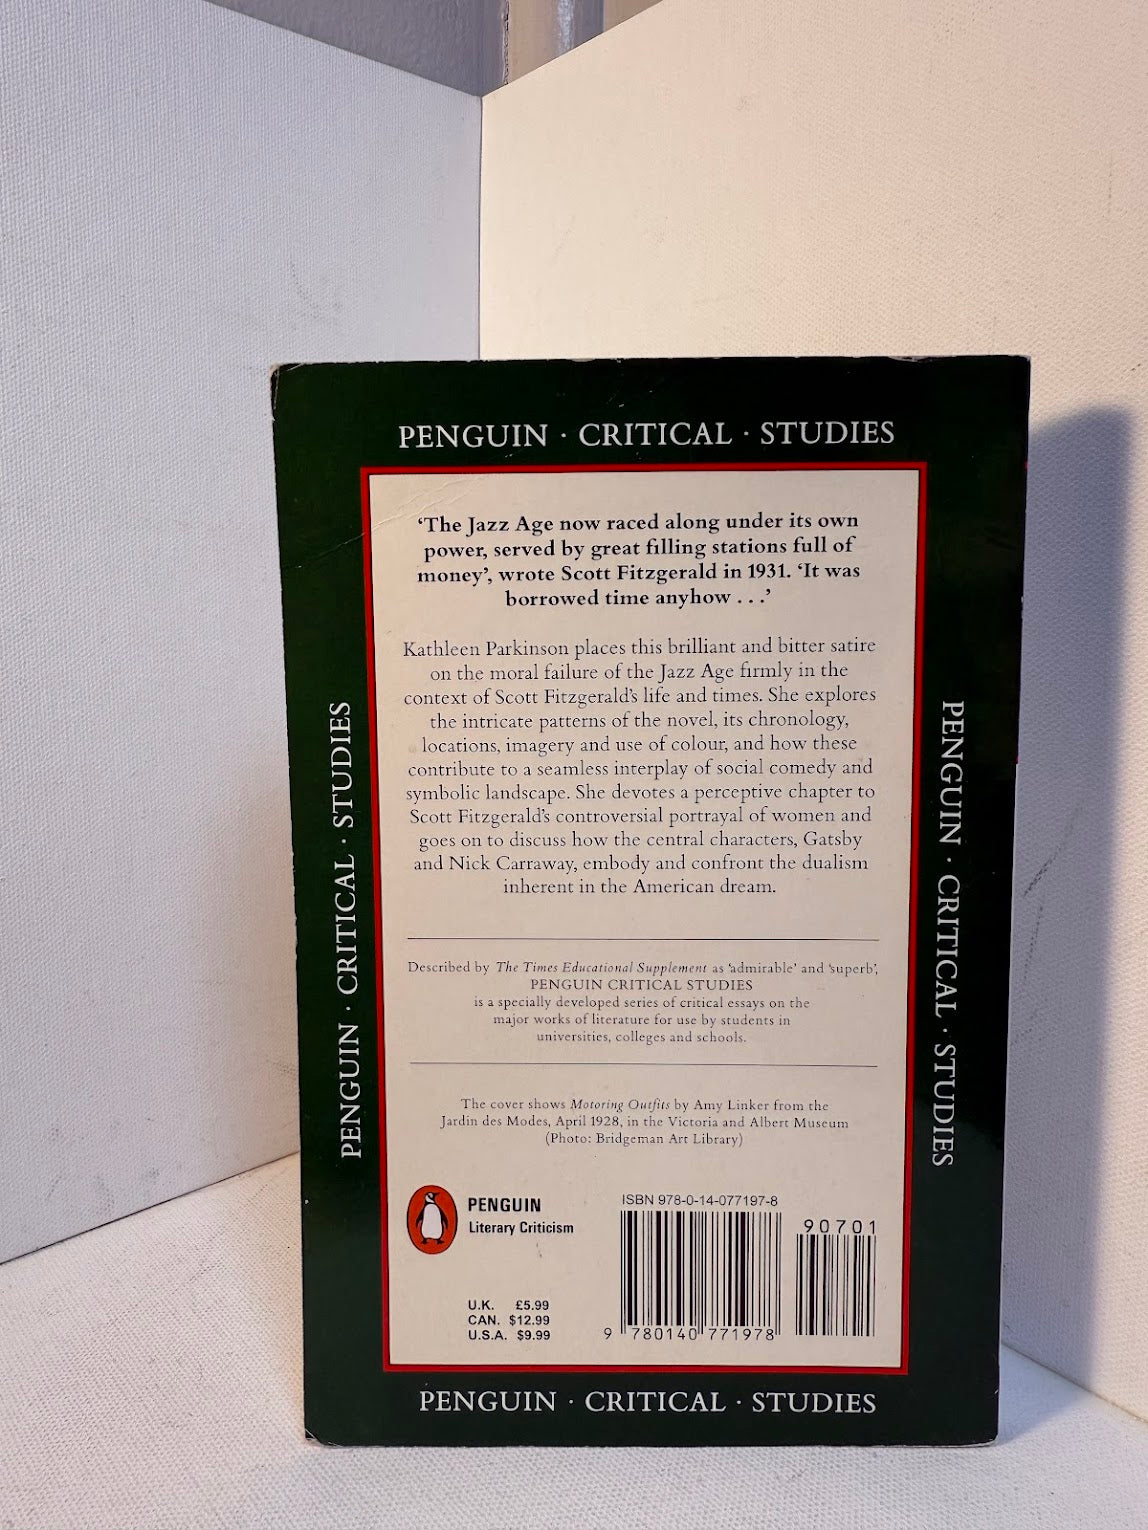 PENGUIN · CRITICAL · STUDIES
‘The Jazz Age now raced along under its own
power, served by great filling stations full of
money’, wrote Scott Fitzgerald in 1931. ‘It was
borrowed time anyhow . . .’
Kathleen Parkinson places this brilliant and bitter satire
on the moral failure of the Jazz Age firmly in the
context of Scott Fitzgerald’s life and times. She explores
the intricate patterns of the novel, its chronology,
locations, imagery and use of colour, and how these
contribute to a seamless interplay of social comedy and
symbolic landscape. She devotes a perceptive chapter to
Scott Fitzgerald’s controversial portrayal of women and
goes on to discuss how the central characters, Gatsby
and Nick Carraway, embody and confront the dualism
inherent in the American dream.
Described by The Times Educational Supplement as ‘admirable’ and ‘superb’,
PENGUIN CRITICAL STUDIES
is a specially developed series of critical essays on the
major works of literature for use by students in
universities, colleges and schools.
The cover shows Motoring Outfits by Amy Linker from the
Jardin des Modes, April 1928, in the Victoria and Albert Museum
(Photo: Bridgeman Art Library)
PENGUIN
Literary Criticism
U.K. £5.99
CAN. $12.99
U.S.A. $9.99
ISBN 978-0-14-077197-8
90701
9 780140 771978
PENGUIN · CRITICAL · STUDIES
PENGUIN · CRITICAL · STUDIES
PENGUIN · CRITICAL · STUDIES